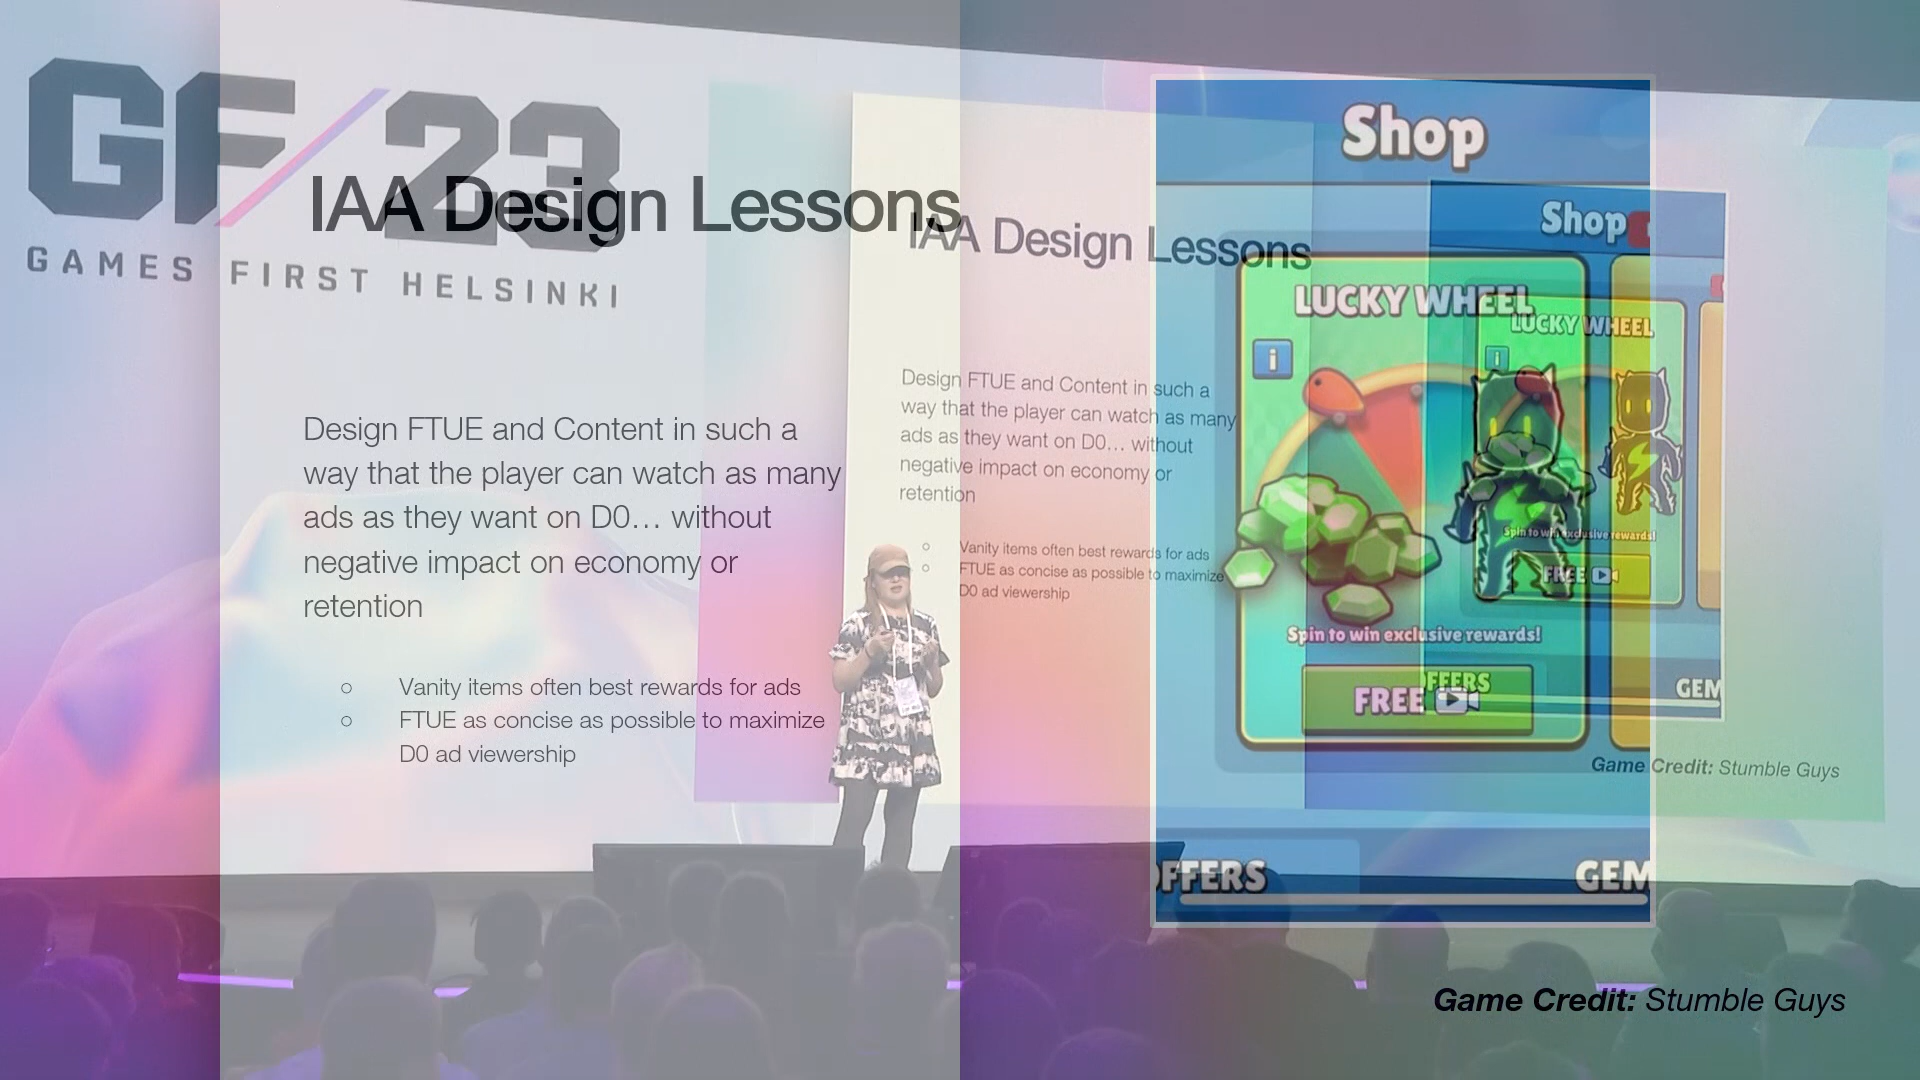 GF/23
GAMES FIRST HELSINKI
IAA Design Lessons
Design FTUE and Content in such a
way that the player can watch as many
ads as they want on D0... without
negative impact on economy or
retention
○ Vanity items often best rewards for ads
○ FTUE as concise as possible to maximize
D0 ad viewership
IAA Design Lessons
Design FTUE and Content in such a
way that the player can watch as many
ads as they want on D0... without
negative impact on economy or
retention
○ Vanity items often best rewards for ads
○ FTUE as concise as possible to maximize
D0 ad viewership
Shop
LUCKY WHEEL
i
Spin to win exclusive rewards!
FREE
OFFERS
GEM
Shop
LUCKY WHEEL
i
Spin to win exclusive rewards!
FREE
FFERS
GEM
Game Credit: Stumble Guys
Game Credit: Stumble Guys